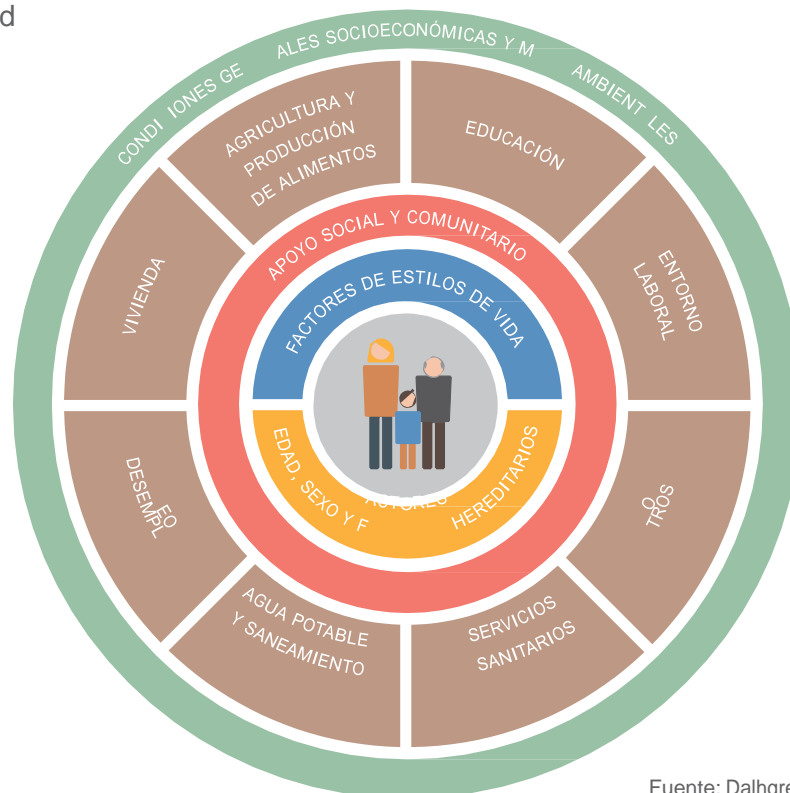 d
CONDI IONES GE ALES SOCIOECONÓMICAS Y M AMBIENT LES
AGRICULTURA Y
PRODUCCIÓN
DE ALIMENTOS
EDUCACIÓN
APOYO SOCIAL Y COMUNITARIO
FACTORES DE ESTILOS DE VIDA
VIVIENDA
ENTORNO
LABORAL
EDAD, SEXO Y F ACTORES HEREDITARIOS
DESEMPL
EO
O
TROS
AGUA POTABLE
Y SANEAMIENTO
SERVICIOS
SANITARIOS
Fuente: Dalhgre